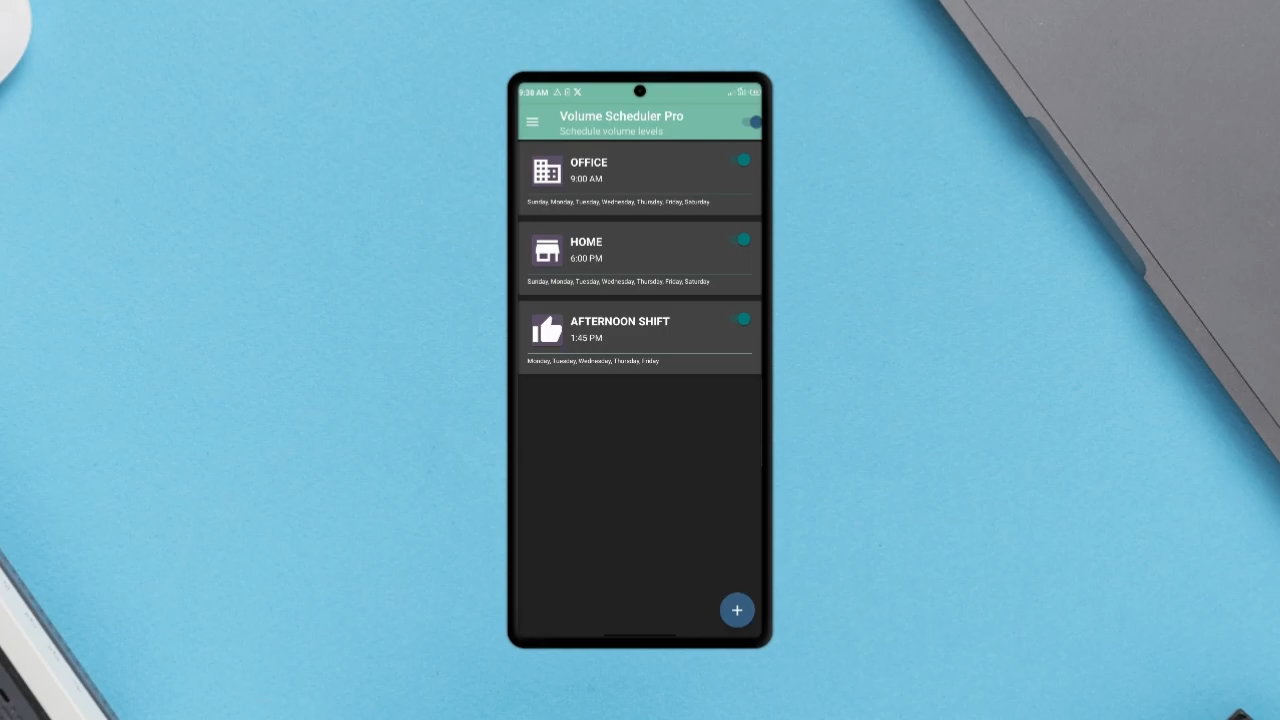 9:38 AM
Volume Scheduler Pro
Schedule volume levels
OFFICE
9:00 AM
Sunday, Monday, Tuesday, Wednesday, Thursday, Friday, Saturday
HOME
6:00 PM
Sunday, Monday, Tuesday, Wednesday, Thursday, Friday, Saturday
AFTERNOON SHIFT
1:45 PM
Monday, Tuesday, Wednesday, Thursday, Friday